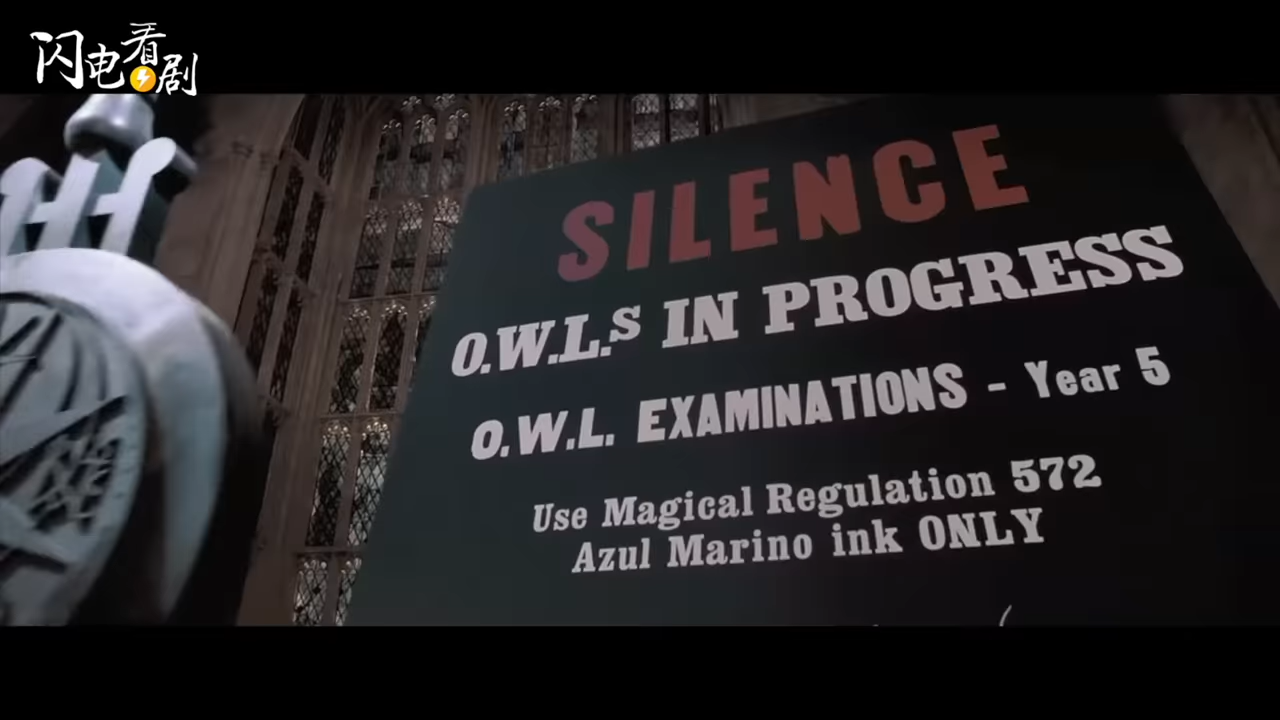 闪电看剧
SILENCE
O.W.L.s IN PROGRESS
O.W.L. EXAMINATIONS - Year 5
Use Magical Regulation 572
Azul Marino ink ONLY